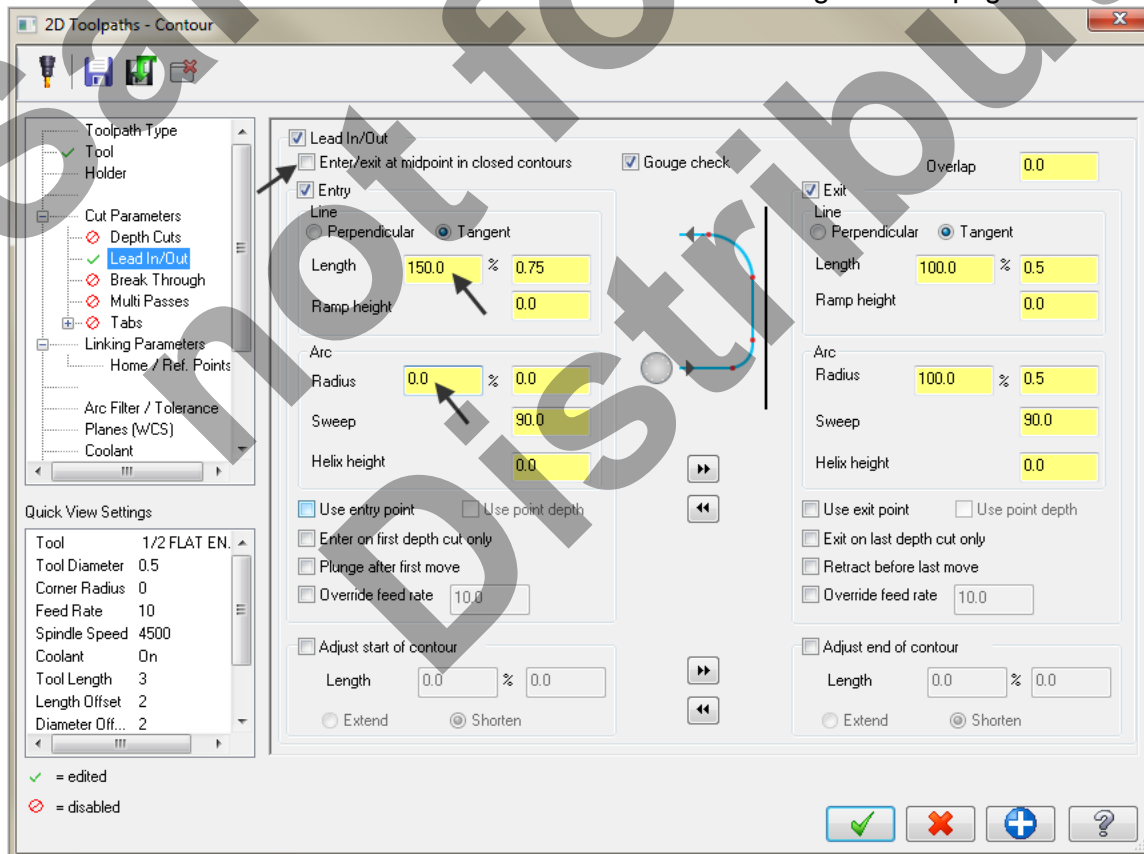 2D Toolpaths - Contour
Toolpath Type
Tool
Holder
Cut Parameters
Depth Cuts
Lead In/Out
Break Through
Multi Passes
Tabs
Linking Parameters
Home / Ref. Points
Arc Filter / Tolerance
Planes (WCS)
Coolant
Quick View Settings
Tool 1/2 FLAT EN.
Tool Diameter 0.5
Corner Radius 0
Feed Rate 10
Spindle Speed 4500
Coolant On
Tool Length 3
Length Offset 2
Diameter Off... 2
= edited
= disabled
Lead In/Out
Enter/exit at midpoint in closed contours
Gouge check
Overlap 0.0
Entry
Line
Perpendicular Tangent
Length 150.0 % 0.75
Ramp height 0.0
Arc
Radius 0.0 % 0.0
Sweep 90.0
Helix height 0.0
Use entry point Use point depth
Enter on first depth cut only
Plunge after first move
Override feed rate 10.0
Adjust start of contour
Length 0.0 % 0.0
Extend Shorten
Exit
Line
Perpendicular Tangent
Length 100.0 % 0.5
Ramp height 0.0
Arc
Radius 100.0 % 0.5
Sweep 90.0
Helix height 0.0
Use exit point Use point depth
Exit on last depth cut only
Retract before last move
Override feed rate 10.0
Adjust end of contour
Length 0.0 % 0.0
Extend Shorten
not for
Distribu